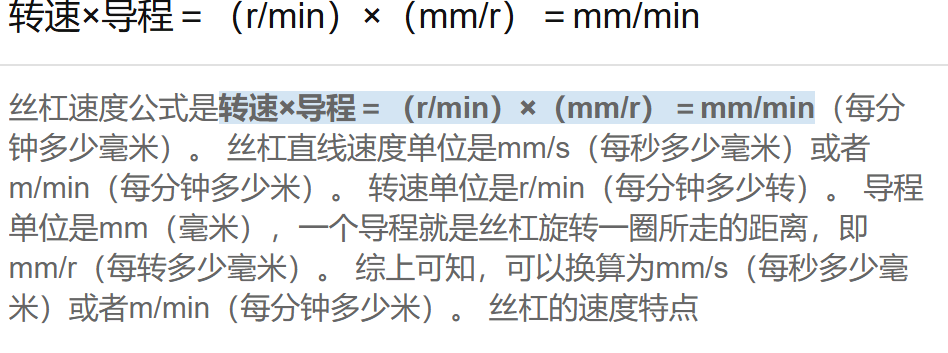 转速×导程＝（r/min）×（mm/r）＝mm/min
丝杠速度公式是转速×导程＝（r/min）×（mm/r）＝mm/min（每分
钟多少毫米）。 丝杠直线速度单位是mm/s（每秒多少毫米）或者
m/min（每分钟多少米）。 转速单位是r/min（每分钟多少转）。 导程
单位是mm（毫米），一个导程就是丝杠旋转一圈所走的距离，即
mm/r（每转多少毫米）。 综上可知，可以换算为mm/s（每秒多少毫
米）或者m/min（每分钟多少米）。 丝杠的速度特点